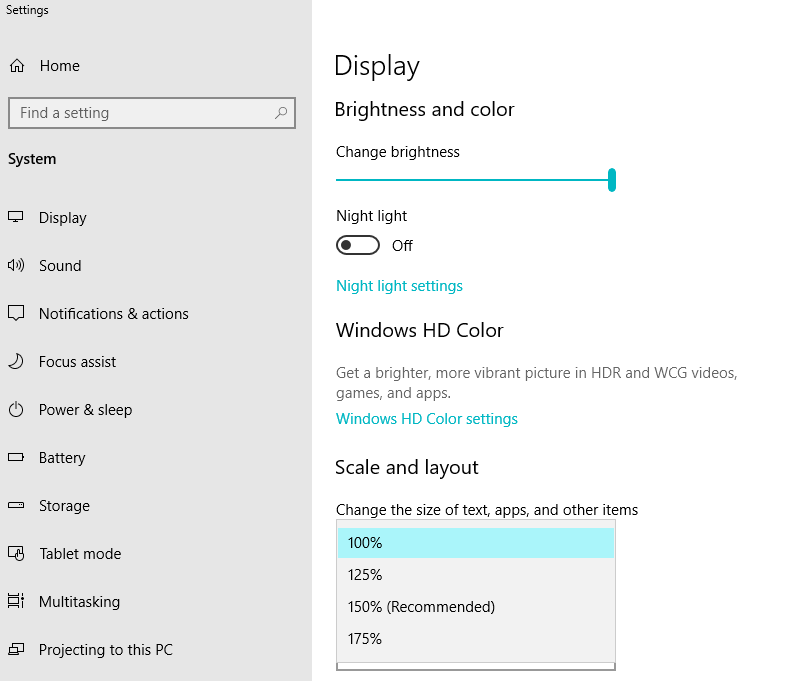 Settings
Home
Find a setting
System
Display
Sound
Notifications & actions
Focus assist
Power & sleep
Battery
Storage
Tablet mode
Multitasking
Projecting to this PC
Display
Brightness and color
Change brightness
Night light
Off
Night light settings
Windows HD Color
Get a brighter, more vibrant picture in HDR and WCG videos,
games, and apps.
Windows HD Color settings
Scale and layout
Change the size of text, apps, and other items
100%
125%
150% (Recommended)
175%